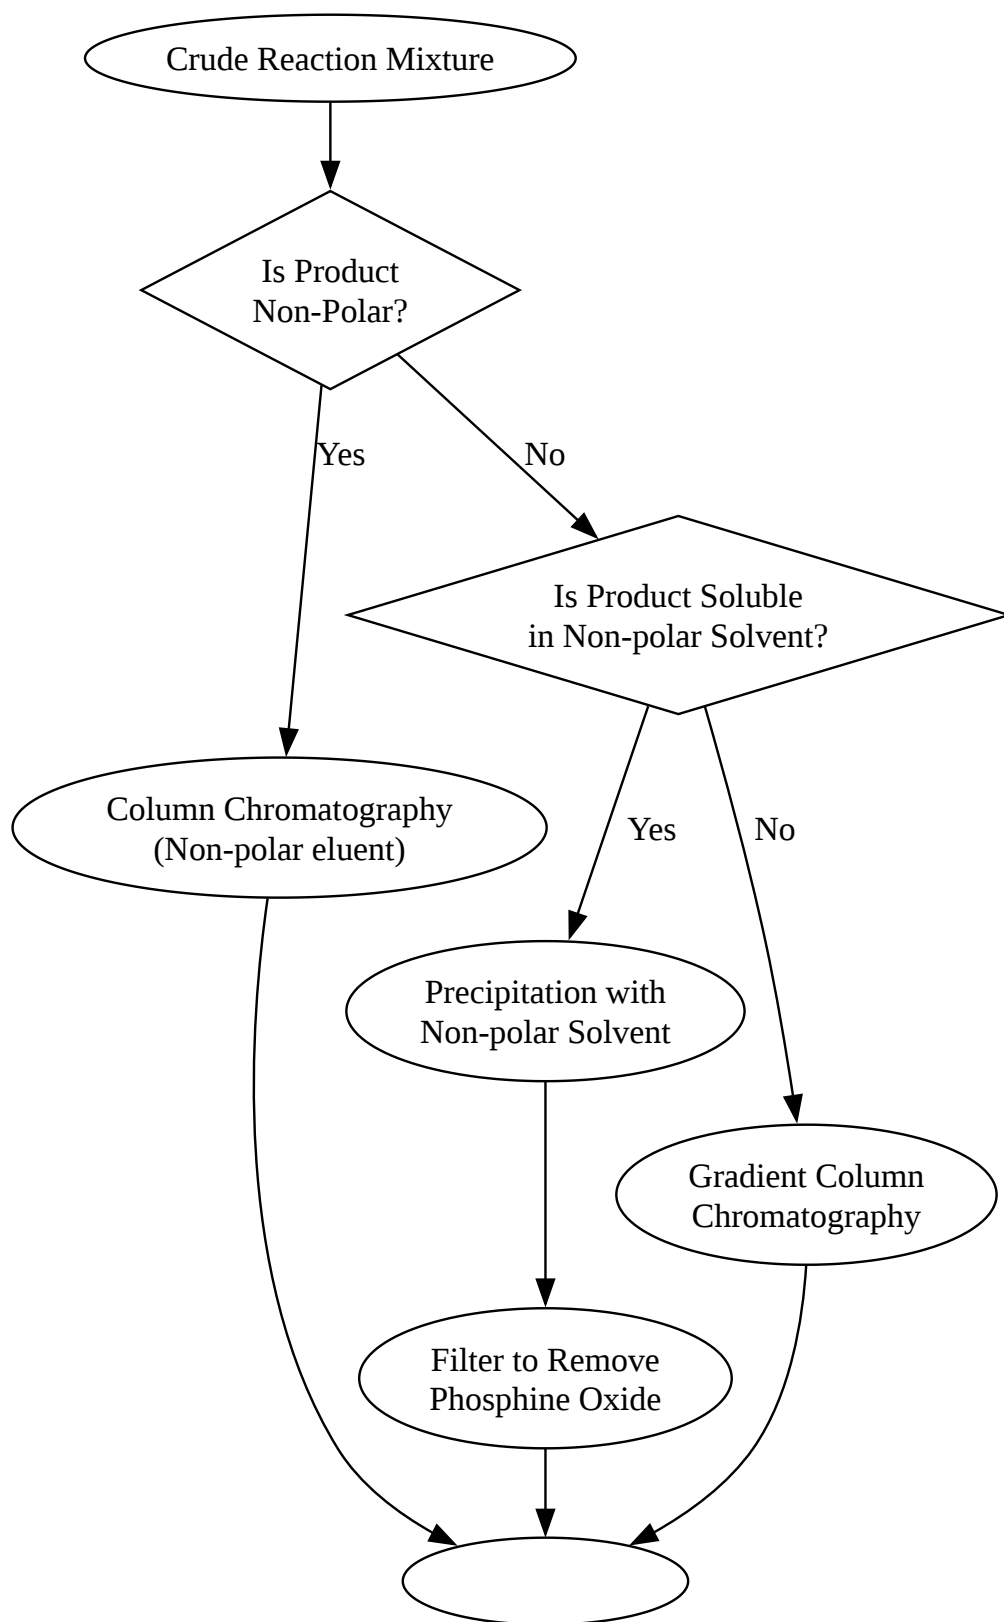 Crude Reaction Mixture
Is Product
Non-Polar?
Yes
No
Is Product Soluble
in Non-polar Solvent?
Column Chromatography
(Non-polar eluent)
Yes
No
Precipitation with
Non-polar Solvent
Gradient Column
Chromatography
Filter to Remove
Phosphine Oxide